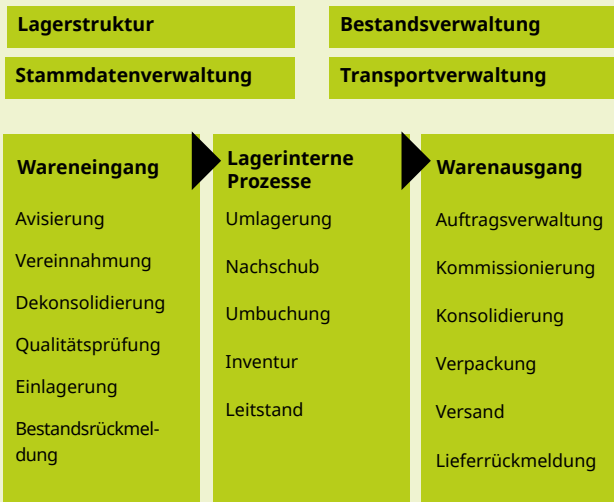 Lagerstruktur
Bestandsverwaltung
Stammdatenverwaltung
Transportverwaltung
Wareneingang
Avisierung
Vereinnahmung
Dekonsolidierung
Qualitätsprüfung
Einlagerung
Bestandsrückmel-
dung
Lagerinterne
Prozesse
Umlagerung
Nachschub
Umbuchung
Inventur
Leitstand
Warenausgang
Auftragsverwaltung
Kommissionierung
Konsolidierung
Verpackung
Versand
Lieferrückmeldung